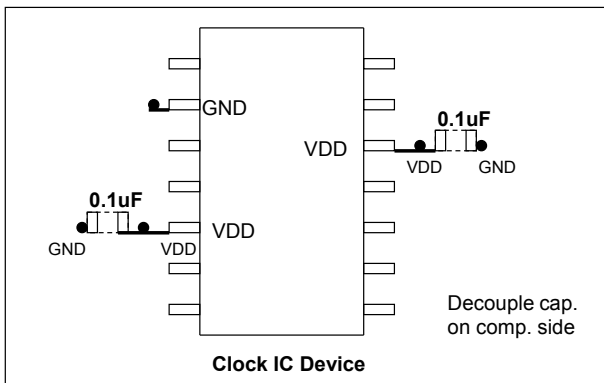 GND
0.1uF
VDD
VDD
GND
0.1uF
VDD
GND
VDD
Decouple cap.
on comp. side
Clock IC Device